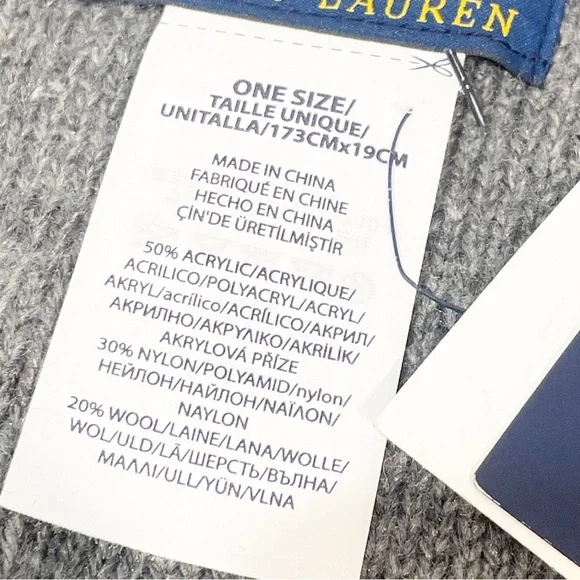 LAUREN
ONE SIZE/
TAILLE UNIQUE/
UNITALLA/173CMx19CM
MADE IN CHINA
FABRIQUÉ EN CHINE
HECHO EN CHINA
ÇİN'DE ÜRETİLMİŞTİR
50% ACRYLIC/ACRYLIQUE/
ACRILICO/POLYACRYL/ACRYL/
AKRYL/acrílico/ACRÍLICO/АКРИЛ/
АКРИЛНО/ΑΚΡΥΛΙΚΟ/AKRİLİK/
AKRYLOVÁ PŘÍZE
30% NYLON/POLYAMID/nylon/
НЕЙЛОН/НАЙЛОН/ΝΑΪΛΟΝ/
NAYLON
20% WOOL/LAINE/LANA/WOLLE/
WOL/ULD/LÃ/ШЕРСТЬ/ВЪЛНА/
ΜΑΛΛΙ/ULL/YÜN/VLNA